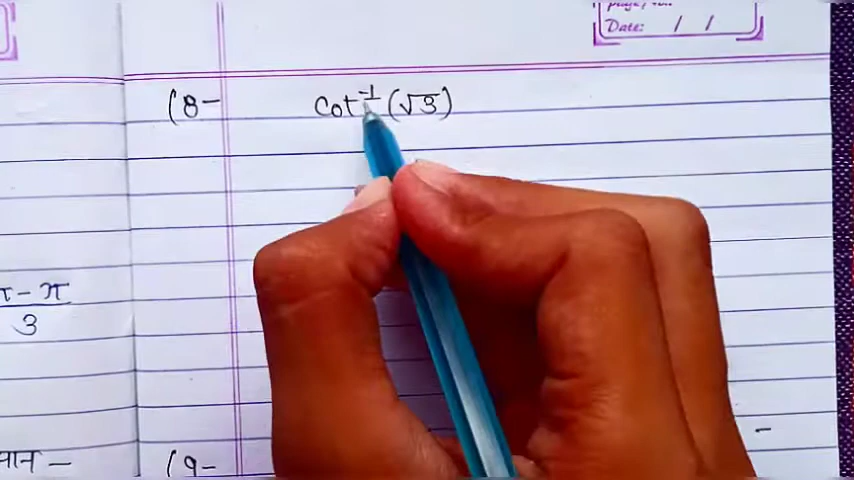 Date: / /
(8- cot⁻¹(√3)
π-π
3
मान -
(9-
-